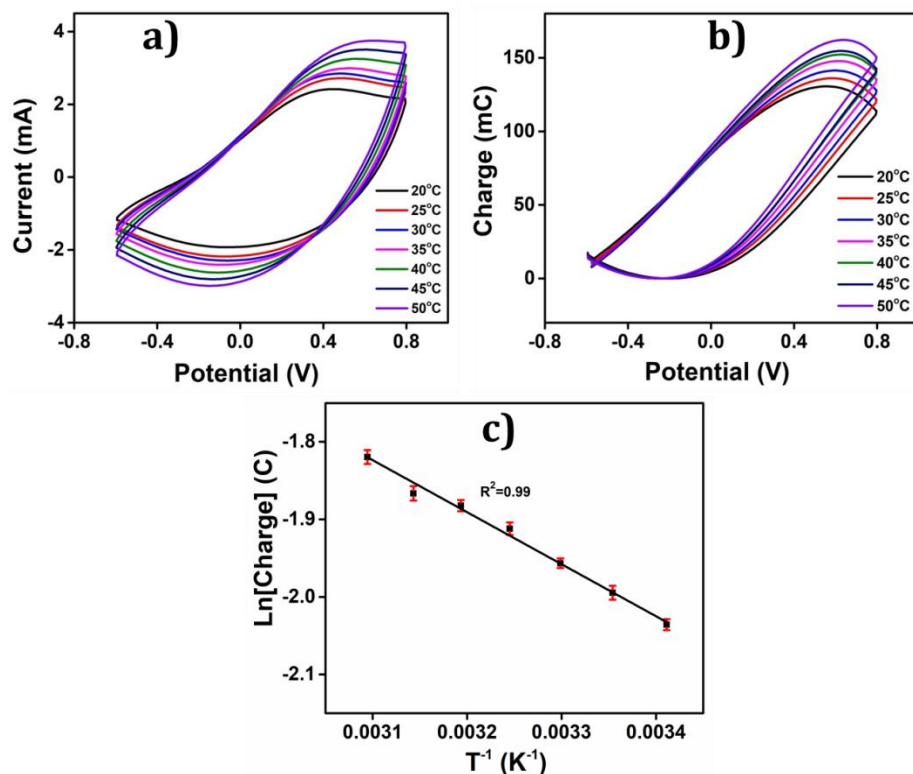 a)
4
2
0
-2
-4
Current (mA)
-0.8
-0.4
0.0
0.4
0.8
Potential (V)
20°C
25°C
30°C
35°C
40°C
45°C
50°C
b)
150
100
50
0
Charge (mC)
-0.8
-0.4
0.0
0.4
0.8
Potential (V)
20°C
25°C
30°C
35°C
40°C
45°C
50°C
c)
R²=0.99
-1.8
-1.9
-2.0
-2.1
Ln[Charge] (C)
0.0031
0.0032
0.0033
0.0034
T⁻¹ (K⁻¹)